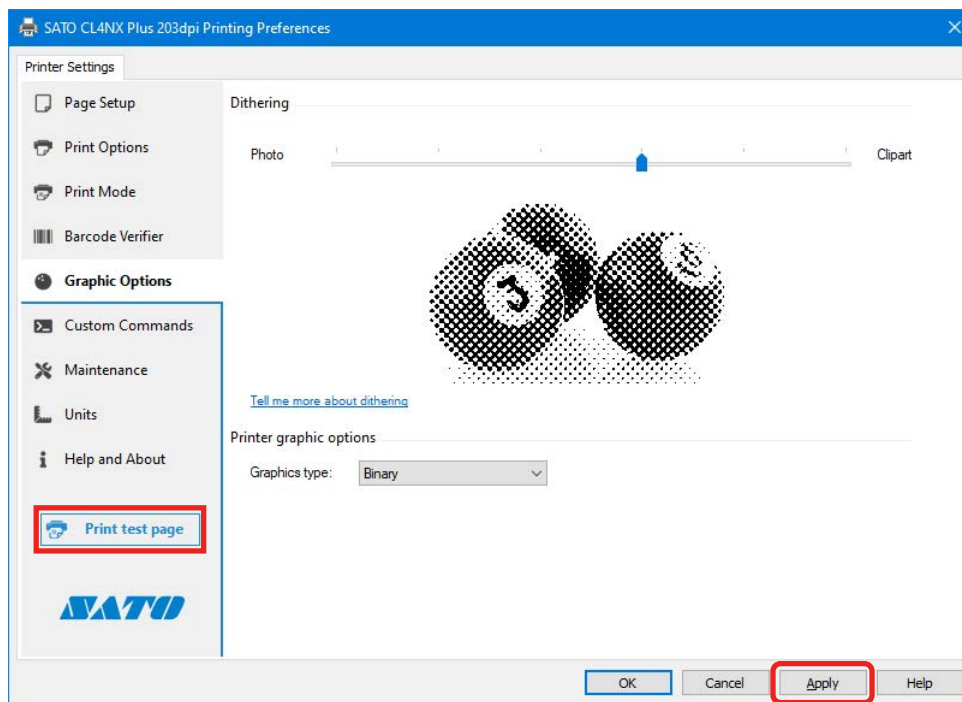 SATO CL4NX Plus 203dpi Printing Preferences
Printer Settings
Page Setup
Print Options
Print Mode
Barcode Verifier
Graphic Options
Custom Commands
Maintenance
Units
Help and About
Print test page
SATO
Dithering
Photo
Clipart
3
Tell me more about dithering
Printer graphic options
Graphics type:
Binary
OK
Cancel
Apply
Help